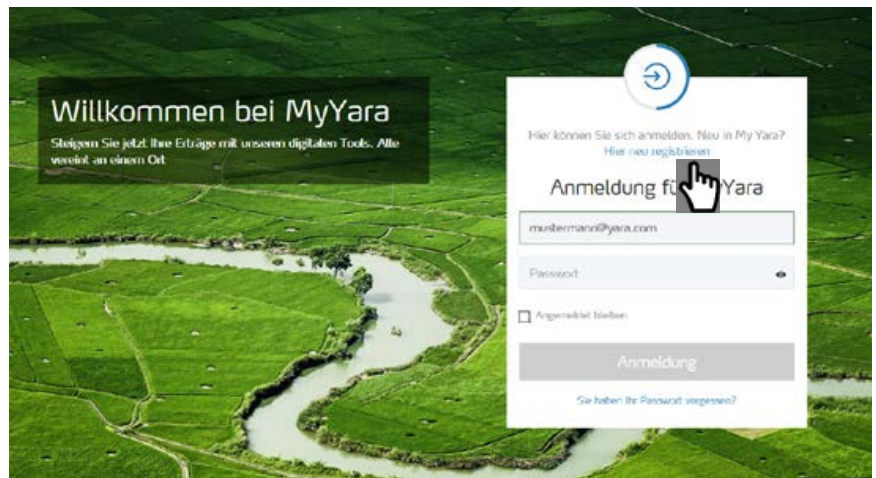 Willkommen bei MyYara
Steigern Sie jetzt Ihre Erträge mit unseren digitalen Tools. Alle
vereint an einem Ort
Hier können Sie sich anmelden. Neu in My Yara?
Hier neu registrieren
Anmeldung Yara
mustermann@yara.com
Passwort
Angemeldet bleiben
Anmeldung
Sie haben Ihr Passwort vergessen?